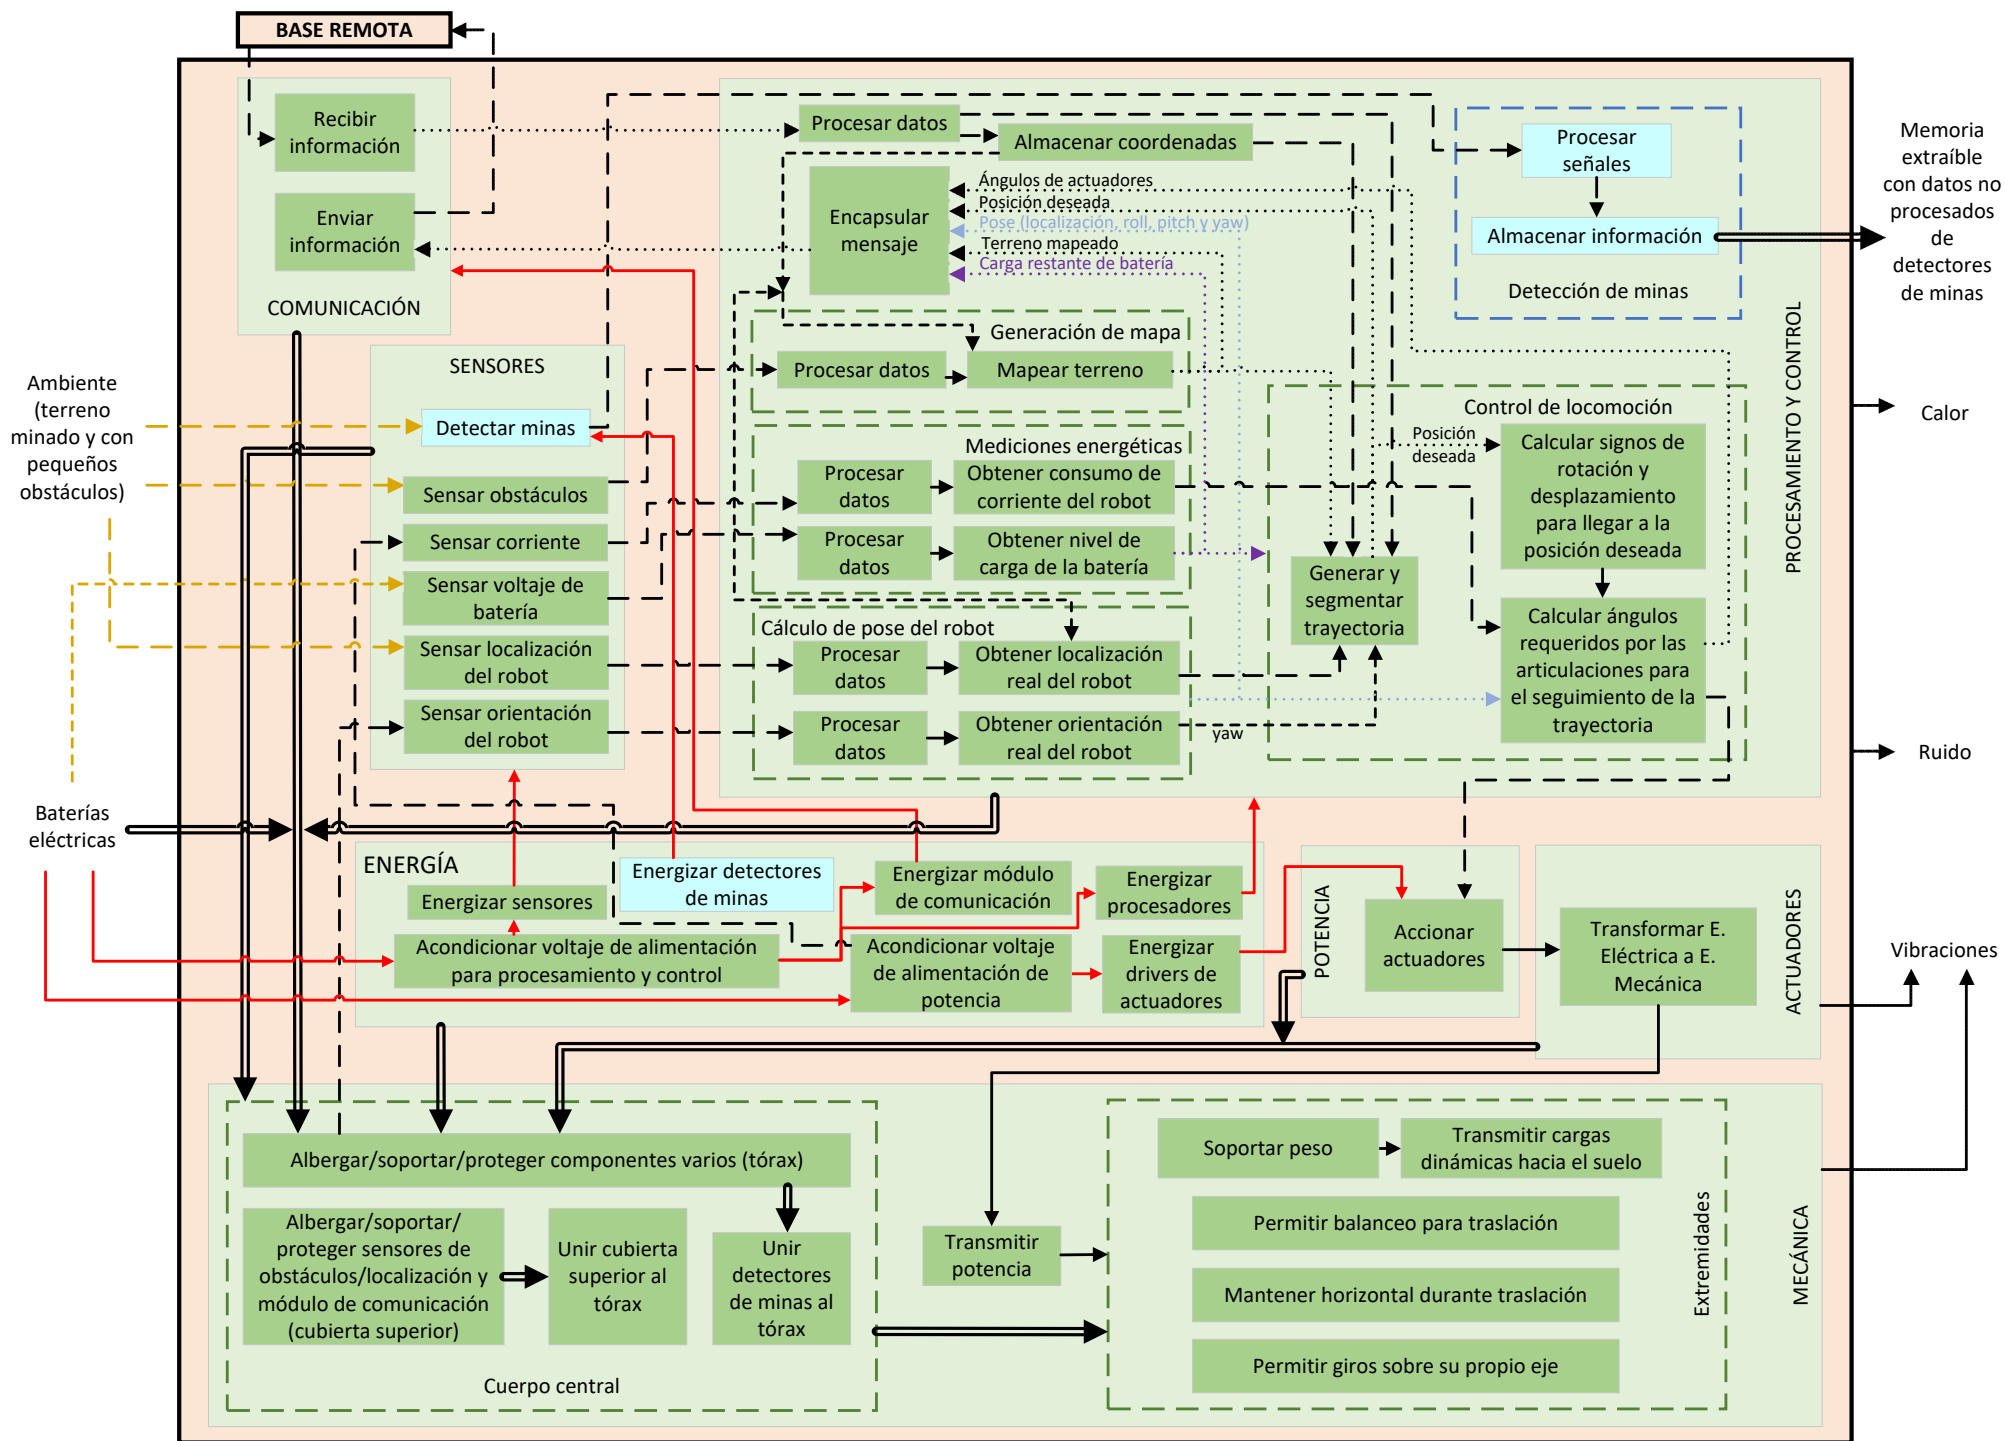 BASE REMOTA
Recibir
información
Enviar
información
COMUNICACIÓN
Procesar datos
Almacenar coordenadas
Encapsular
mensaje
Ángulos de actuadores
Posición deseada
Pose (localización, roll, pitch y yaw)
Terreno mapeado
Carga restante de batería
Procesar
señales
Almacenar información
Detección de minas
Memoria
extraíble
con datos no
procesados
de
detectores
de minas
PROCESAMIENTO Y CONTROL
Generación de mapa
Procesar datos
Mapear terreno
Ambiente
(terreno
minado y con
pequeños
obstáculos)
SENSORES
Detectar minas
Sensar obstáculos
Sensar corriente
Sensar voltaje de
batería
Sensar localización
del robot
Sensar orientación
del robot
Mediciones energéticas
Procesar
datos
Obtener consumo de
corriente del robot
Procesar
datos
Obtener nivel de
carga de la batería
Cálculo de pose del robot
Procesar
datos
Obtener localización
real del robot
Procesar
datos
Obtener orientación
real del robot
yaw
Control de locomoción
Posición
deseada
Calcular signos de
rotación y
desplazamiento
para llegar a la
posición deseada
Generar y
segmentar
trayectoria
Calcular ángulos
requeridos por las
articulaciones para
el seguimiento de la
trayectoria
Calor
Ruido
Baterías
eléctricas
ENERGÍA
Energizar sensores
Energizar detectores
de minas
Energizar módulo
de comunicación
Energizar
procesadores
Acondicionar voltaje de alimentación
para procesamiento y control
Acondicionar voltaje
de alimentación de
potencia
Energizar
drivers de
actuadores
POTENCIA
Accionar
actuadores
Transformar E.
Eléctrica a E.
Mecánica
ACTUADORES
Vibraciones
Albergar/soportar/proteger componentes varios (tórax)
Albergar/soportar/
proteger sensores de
obstáculos/localización y
módulo de comunicación
(cubierta superior)
Unir cubierta
superior al
tórax
Unir
detectores
de minas al
tórax
Cuerpo central
Transmitir
potencia
Soportar peso
Transmitir cargas
dinámicas hacia el suelo
Permitir balanceo para traslación
Mantener horizontal durante traslación
Permitir giros sobre su propio eje
Extremidades
MECÁNICA